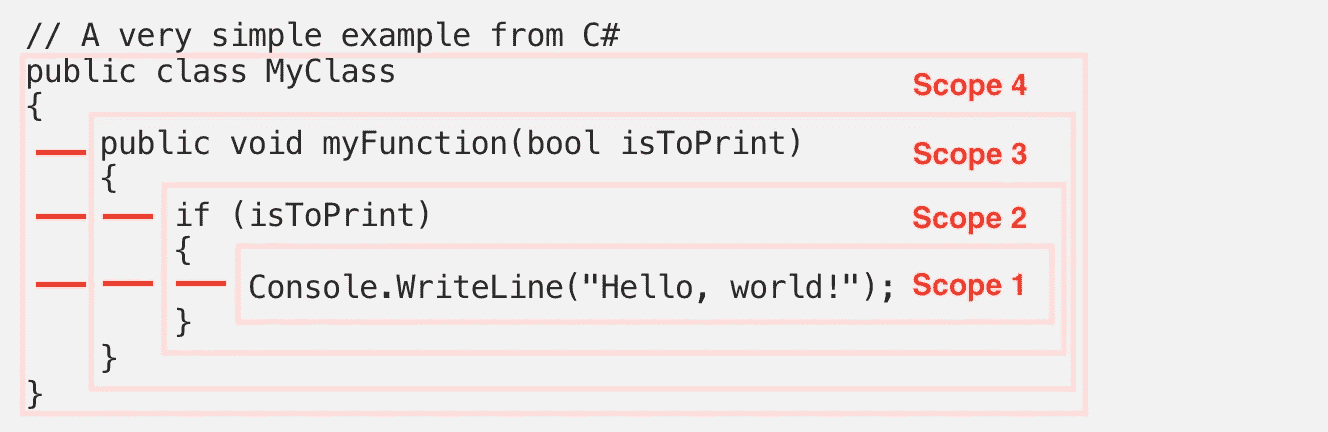 // A very simple example from C#
public class MyClass
Scope 4
{
public void myFunction(bool isToPrint)
Scope 3
{
if (isToPrint)
Scope 2
{
Console.WriteLine("Hello, world!");
Scope 1
}
}
}